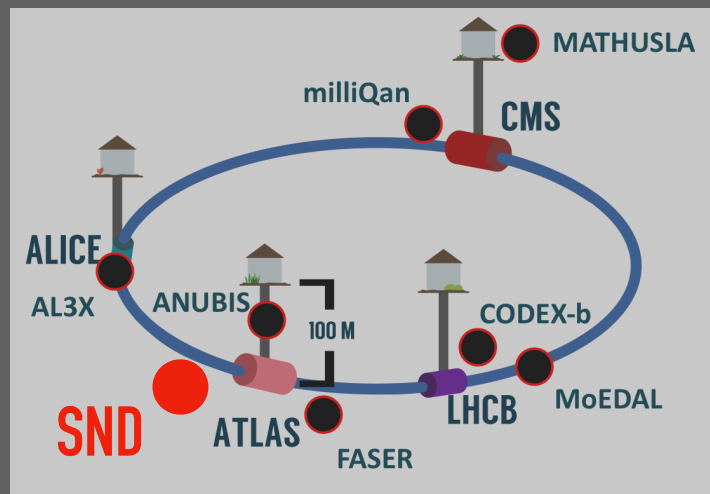 MATHUSLA
milliQan
CMS
ALICE
AL3X
ANUBIS
100 M
CODEX-b
SND
ATLAS
LHCB
MoEDAL
FASER